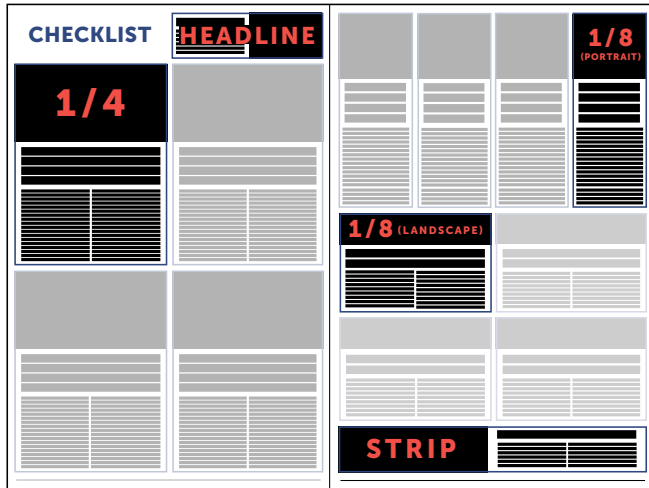 CHECKLIST
HEADLINE
1/4
1/8
(PORTRAIT)
1/8 (LANDSCAPE)
STRIP